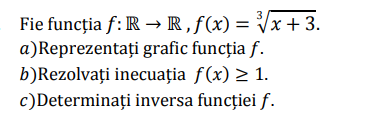 Fie funcția f: ℝ → ℝ , f(x) = ∛(x + 3).
a)Reprezentați grafic funcția f.
b)Rezolvați inecuația f(x) ≥ 1.
c)Determinați inversa funcției f.